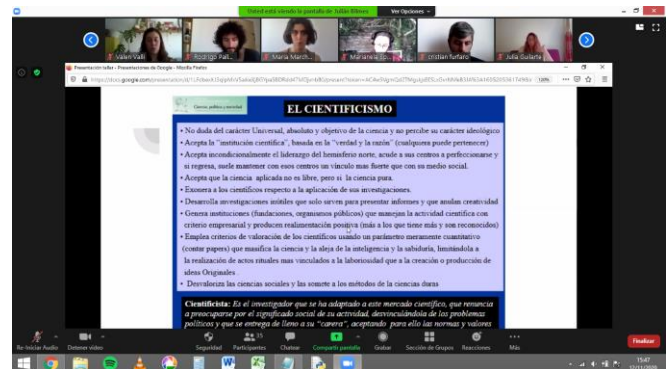 Usted está viendo la pantalla de Julián Bilmes
Ver Opciones
Valen Valli
Rodrigo Pali...
Maria March...
Marianela
cristian furfaro
Julia Guilarte
Presentación taller - Presentaciones de Google - Mozilla Firefox
120%
Ciencia, política y sociedad
EL CIENTIFICISMO
• No duda del carácter Universal, absoluto y objetivo de la ciencia y no percibe su carácter ideológico
• Acepta la "institución científica", basada en la "verdad y la razón" (cualquiera puede pertenecer)
• Acepta incondicionalmente el liderazgo del hemisferio norte, acude a sus centros a perfeccionarse y
si regresa, suele mantener con esos centros un vínculo mas fuerte que con su medio social.
• Acepta que la ciencia aplicada no es libre, pero si la ciencia pura.
• Exonera a los científicos respecto a la aplicación de sus investigaciones.
• Desarrolla investigaciones inútiles que solo sirven para presentar informes y que anulan creatividad
• Genera instituciones (fundaciones, organismos públicos) que manejan la actividad científica con
criterio empresarial y producen realimentación positiva (más a los que tiene más y son reconocidos)
• Emplea criterios de valoración de los científicos usando un parámetro meramente cuantitativo
(contar papers) que masifica la ciencia y la aleja de la inteligencia y la sabiduría, limitándola a
la realización de actos rituales mas vinculados a la laboriosidad que a la creación o producción de
ideas Originales .
• Desvaloriza las ciencias sociales y las somete a los métodos de la ciencias duras
Cientificista: Es el investigador que se ha adaptado a este mercado científico, que renuncia
a preocuparse por el significado social de su actividad, desvinculándola de los problemas
políticos y que se entrega de lleno a su "carera", aceptando para ello las normas y valores
Re-Iniciar Audio
Detener video
Seguridad
Participantes
Chatear
Compartir pantalla
Grabar
Sección de Grupos
Reacciones
Más
Finalizar
15:47
12/11/2020